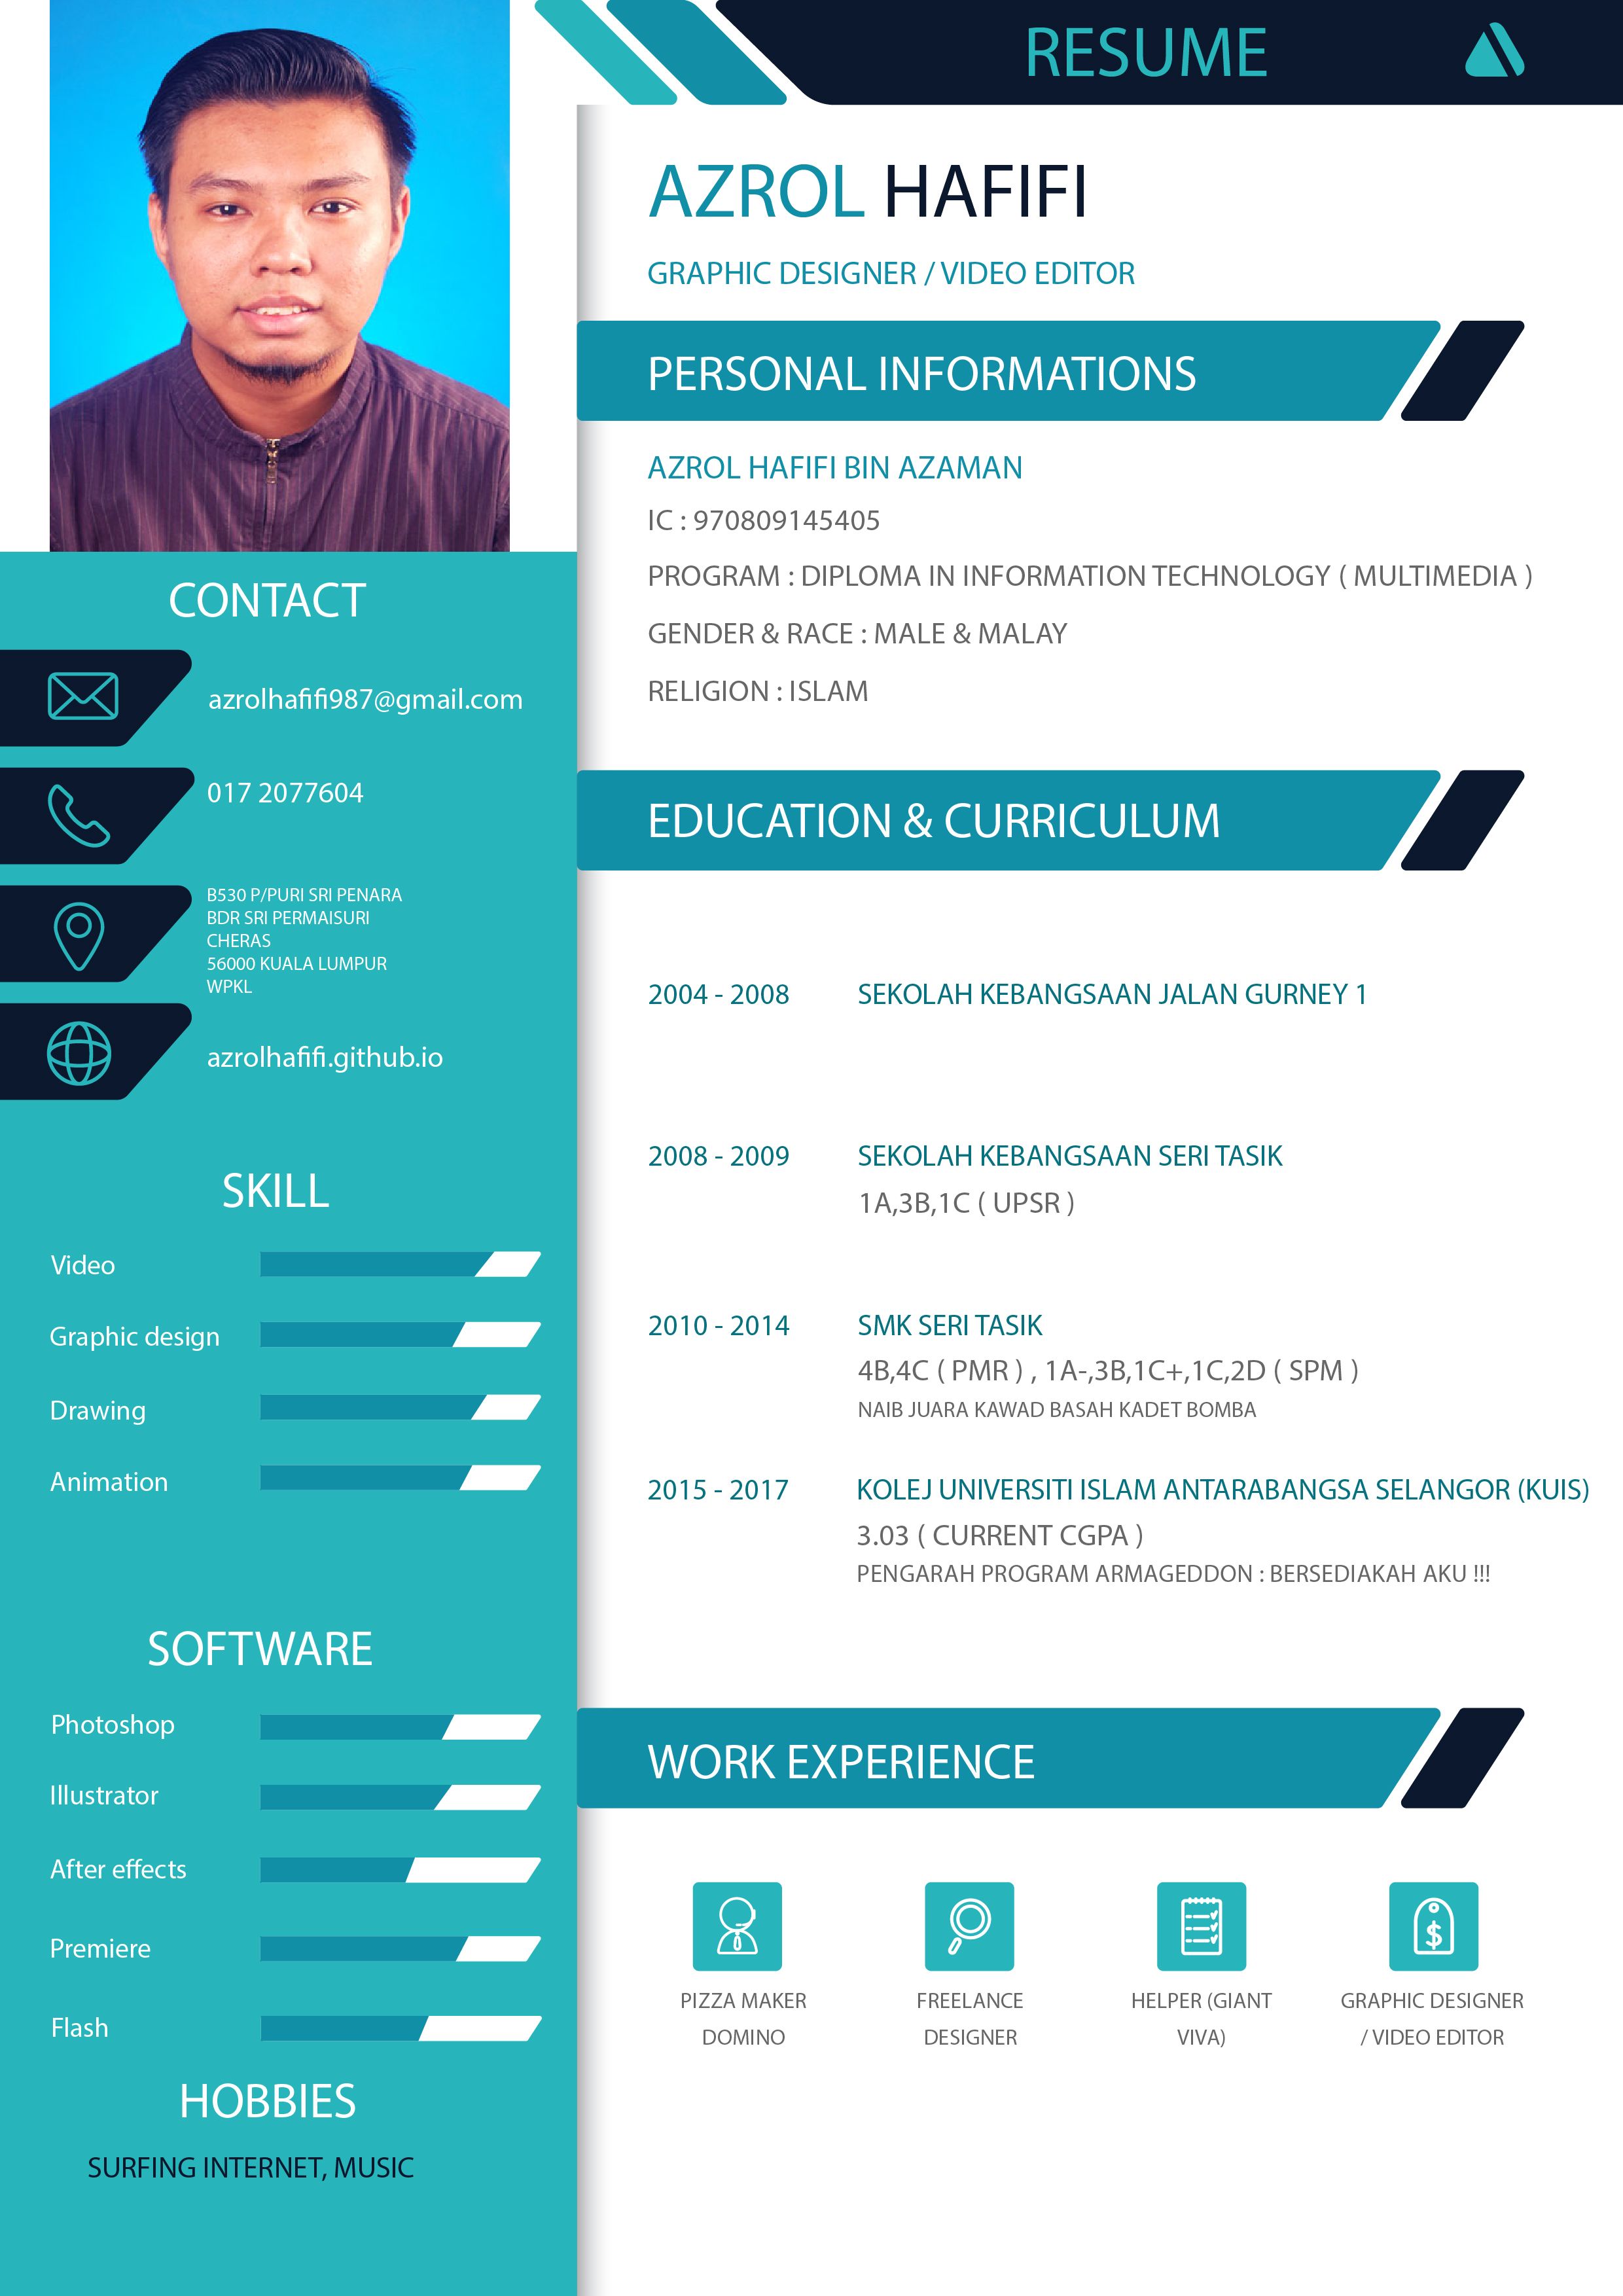 RESUME
AZROL HAFIFI
GRAPHIC DESIGNER / VIDEO EDITOR
PERSONAL INFORMATIONS
AZROL HAFIFI BIN AZAMAN
IC : 970809145405
PROGRAM : DIPLOMA IN INFORMATION TECHNOLOGY ( MULTIMEDIA )
GENDER & RACE : MALE & MALAY
RELIGION : ISLAM
CONTACT
azrolhafifi987@gmail.com
017 2077604
B530 P/PURI SRI PENARA
BDR SRI PERMAISURI
CHERAS
56000 KUALA LUMPUR
WPKL
azrolhafifi.github.io
SKILL
Video
Graphic design
Drawing
Animation
SOFTWARE
Photoshop
Illustrator
After effects
Premiere
Flash
HOBBIES
SURFING INTERNET, MUSIC
EDUCATION & CURRICULUM
2004 - 2008 SEKOLAH KEBANGSAAN JALAN GURNEY 1
2008 - 2009 SEKOLAH KEBANGSAAN SERI TASIK
1A,3B,1C ( UPSR )
2010 - 2014 SMK SERI TASIK
4B,4C ( PMR ) , 1A-,3B,1C+,1C,2D ( SPM )
NAIB JUARA KAWAD BASAH KADET BOMBA
2015 - 2017 KOLEJ UNIVERSITI ISLAM ANTARABANGSA SELANGOR (KUIS)
3.03 ( CURRENT CGPA )
PENGARAH PROGRAM ARMAGEDDON : BERSEDIAKAH AKU !!!
WORK EXPERIENCE
PIZZA MAKER
DOMINO
FREELANCE
DESIGNER
HELPER (GIANT
VIVA)
$
GRAPHIC DESIGNER
/ VIDEO EDITOR